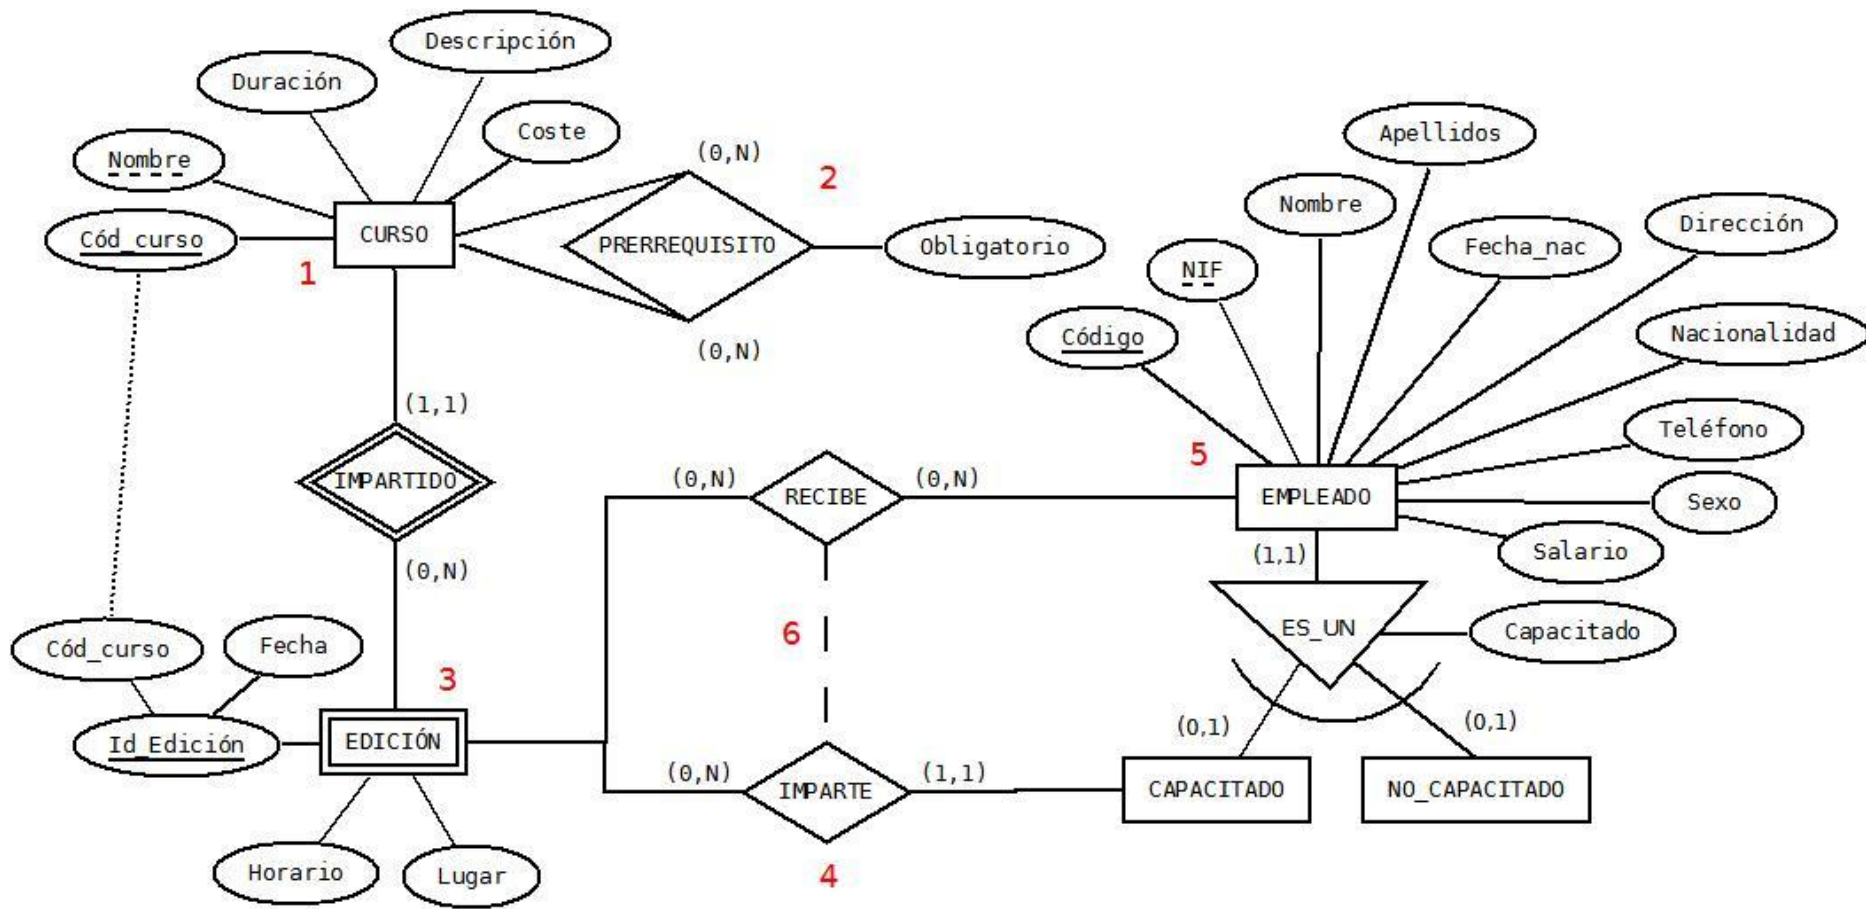 Descripción
Duración
Coste
Nombre
Cód_curso
CURSO
1
(0,N)
2
PRERREQUISITO
Obligatorio
(0,N)
Apellidos
Nombre
Dirección
Fecha_nac
NIF
Nacionalidad
Código
Teléfono
5
EMPLEADO
Sexo
Salario
(1,1)
IMPARTIDO
(0,N)
(0,N)
RECIBE
(0,N)
(1,1)
ES_UN
Capacitado
6
Cód_curso
Fecha
3
Id_Edición
EDICIÓN
(0,1)
(0,1)
(0,N)
IMPARTE
(1,1)
CAPACITADO
NO_CAPACITADO
4
Horario
Lugar